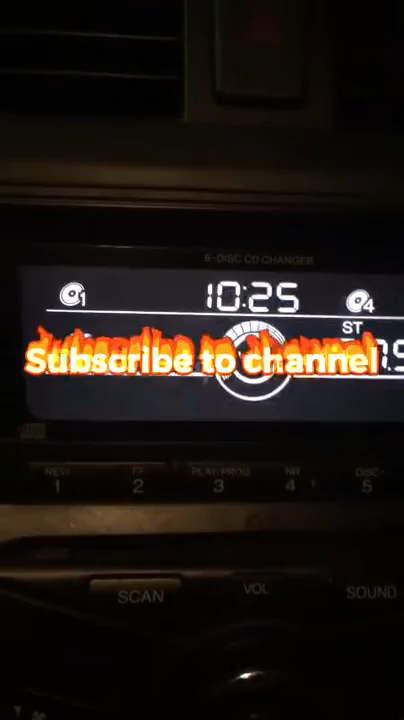 6-DISC CD CHANGER
1 10:25 4
ST
Subscribe to channel
REW FF PLAY/PROG NR DISC-
1 2 3 4 5
SCAN VOL SOUND